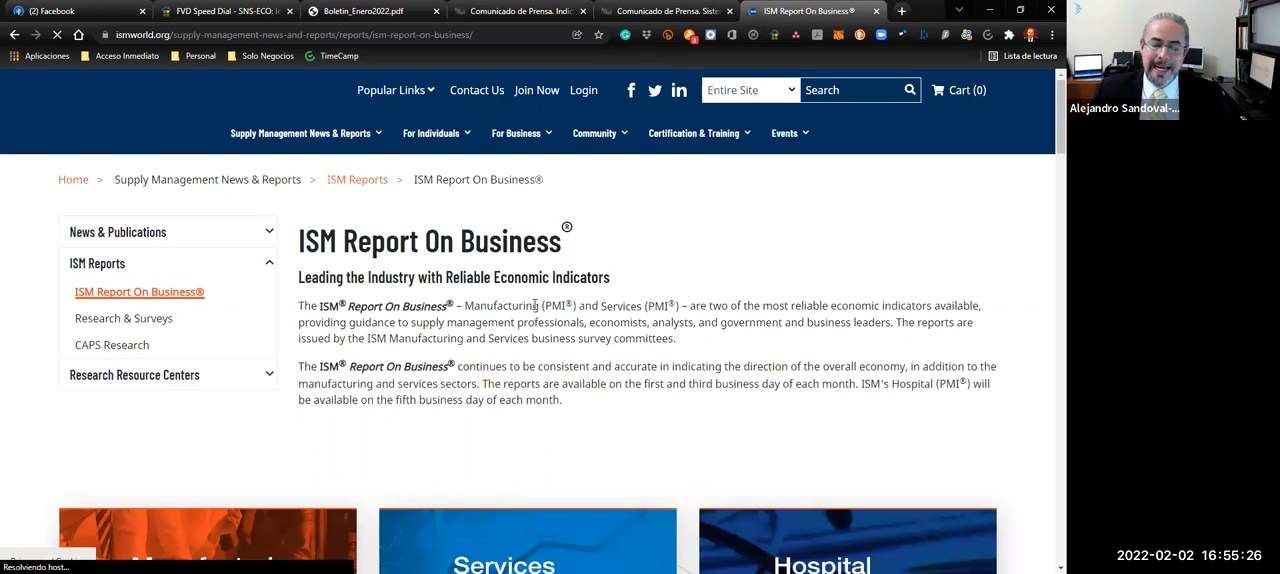 (2) Facebook
FVD Speed Dial - SNS-ECO: l
Boletin_Enero2022.pdf
Comunicado de Prensa. Indic
Comunicado de Prensa. Siste
ISM Report On Business®
ismworld.org/supply-management-news-and-reports/reports/ism-report-on-business/
Aplicaciones
Acceso Inmediato
Personal
Solo Negocios
TimeCamp
Lista de lectura
Popular Links
Contact Us
Join Now
Login
Entire Site
Search
Cart (0)
Supply Management News & Reports
For Individuals
For Business
Community
Certification & Training
Events
Home > Supply Management News & Reports > ISM Reports > ISM Report On Business®
News & Publications
ISM Reports
ISM Report On Business®
Research & Surveys
CAPS Research
Research Resource Centers
ISM Report On Business®
Leading the Industry with Reliable Economic Indicators
The ISM® Report On Business® – Manufacturing (PMI®) and Services (PMI®) – are two of the most reliable economic indicators available,
providing guidance to supply management professionals, economists, analysts, and government and business leaders. The reports are
issued by the ISM Manufacturing and Services business survey committees.
The ISM® Report On Business® continues to be consistent and accurate in indicating the direction of the overall economy, in addition to the
manufacturing and services sectors. The reports are available on the first and third business day of each month. ISM's Hospital (PMI®) will
be available on the fifth business day of each month.
Services
Hospital
Resolviendo host...
Alejandro Sandoval-...
2022-02-02 16:55:26